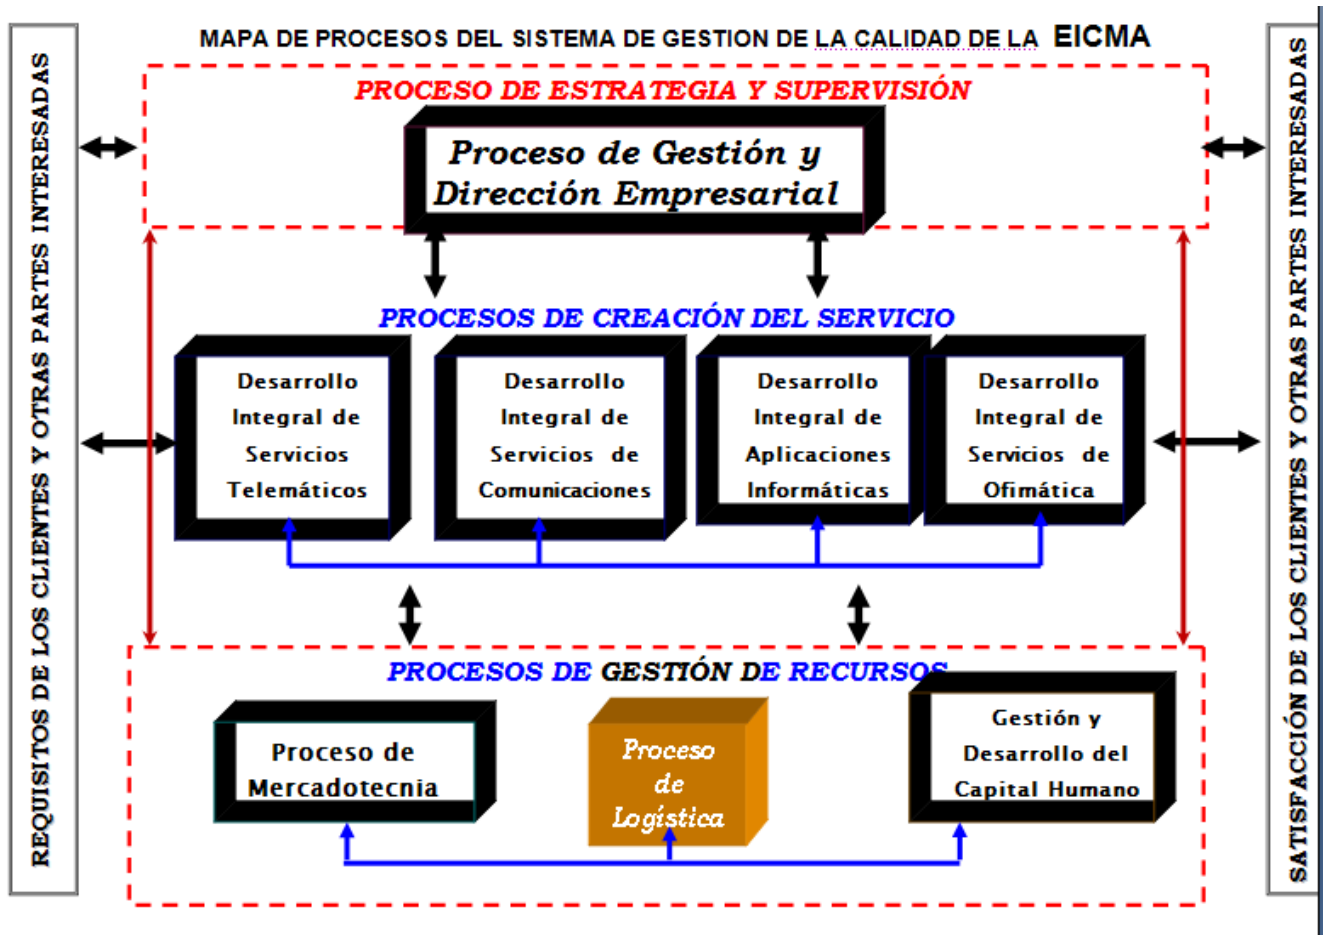 MAPA DE PROCESOS DEL SISTEMA DE GESTION DE LA CALIDAD DE LA EICMA
REQUISITOS DE LOS CLIENTES Y OTRAS PARTES INTERESADAS
PROCESO DE ESTRATEGIA Y SUPERVISIÓN
Proceso de Gestión y
Dirección Empresarial
PROCESOS DE CREACIÓN DEL SERVICIO
Desarrollo
Integral de
Servicios
Telemáticos
Desarrollo
Integral de
Servicios de
Comunicaciones
Desarrollo
Integral de
Aplicaciones
Informáticas
Desarrollo
Integral de
Servicios de
Ofimática
PROCESOS DE GESTIÓN DE RECURSOS
Proceso de
Mercadotecnia
Proceso
de
Logística
Gestión y
Desarrollo del
Capital Humano
SATISFACCIÓN DE LOS CLIENTES Y OTRAS PARTES INTERESADAS